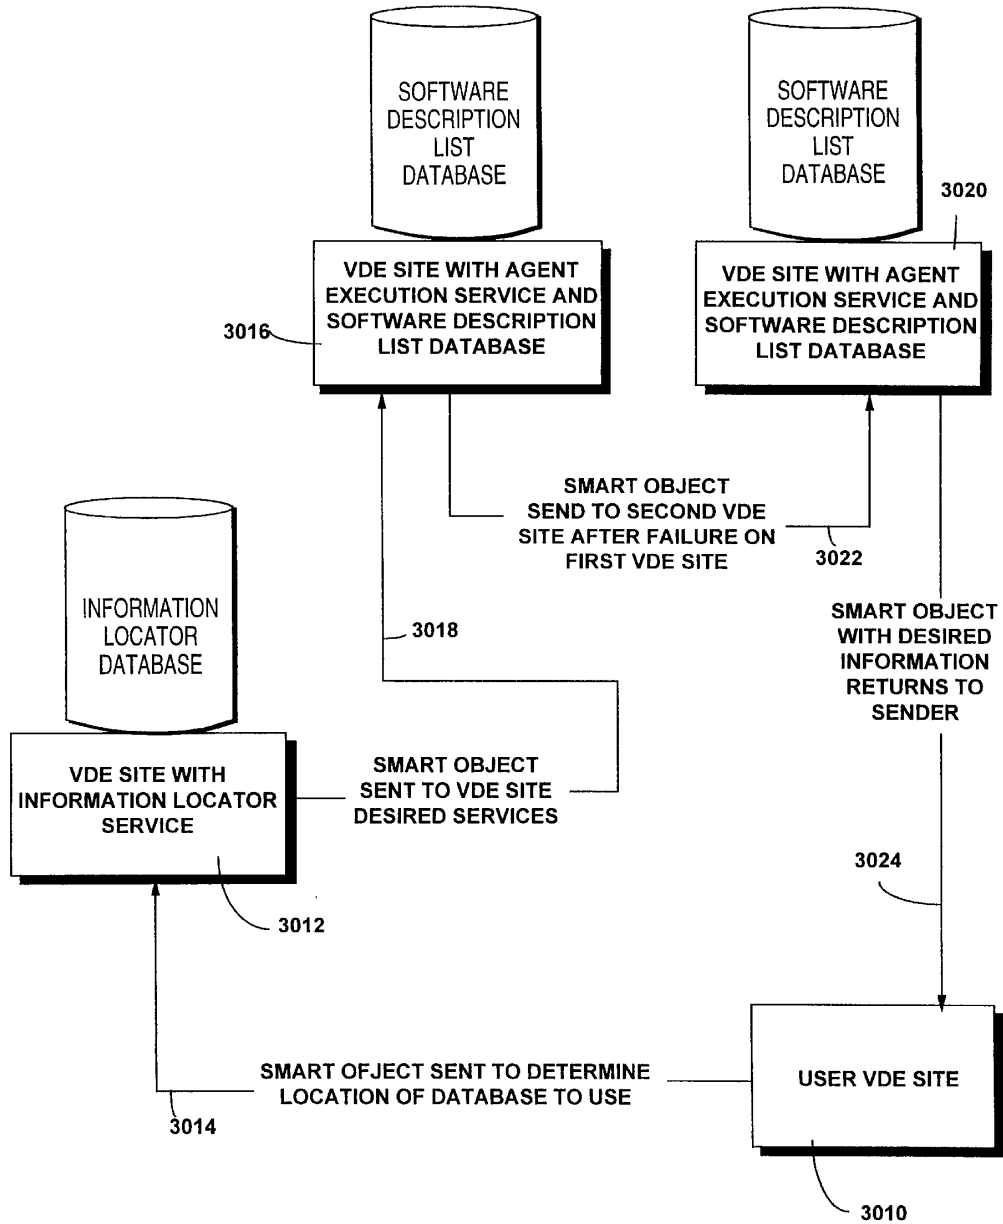 SOFTWARE
DESCRIPTION
LIST
DATABASE
SOFTWARE
DESCRIPTION
LIST
DATABASE
3020
VDE SITE WITH AGENT
EXECUTION SERVICE AND
SOFTWARE DESCRIPTION
LIST DATABASE
3016
VDE SITE WITH AGENT
EXECUTION SERVICE AND
SOFTWARE DESCRIPTION
LIST DATABASE
SMART OBJECT
SEND TO SECOND VDE
SITE AFTER FAILURE ON
FIRST VDE SITE
3022
INFORMATION
LOCATOR
DATABASE
3018
SMART OBJECT
WITH DESIRED
INFORMATION
RETURNS TO
SENDER
VDE SITE WITH
INFORMATION LOCATOR
SERVICE
SMART OBJECT
SENT TO VDE SITE
DESIRED SERVICES
3024
3012
SMART OFJECT SENT TO DETERMINE
LOCATION OF DATABASE TO USE
3014
USER VDE SITE
3010